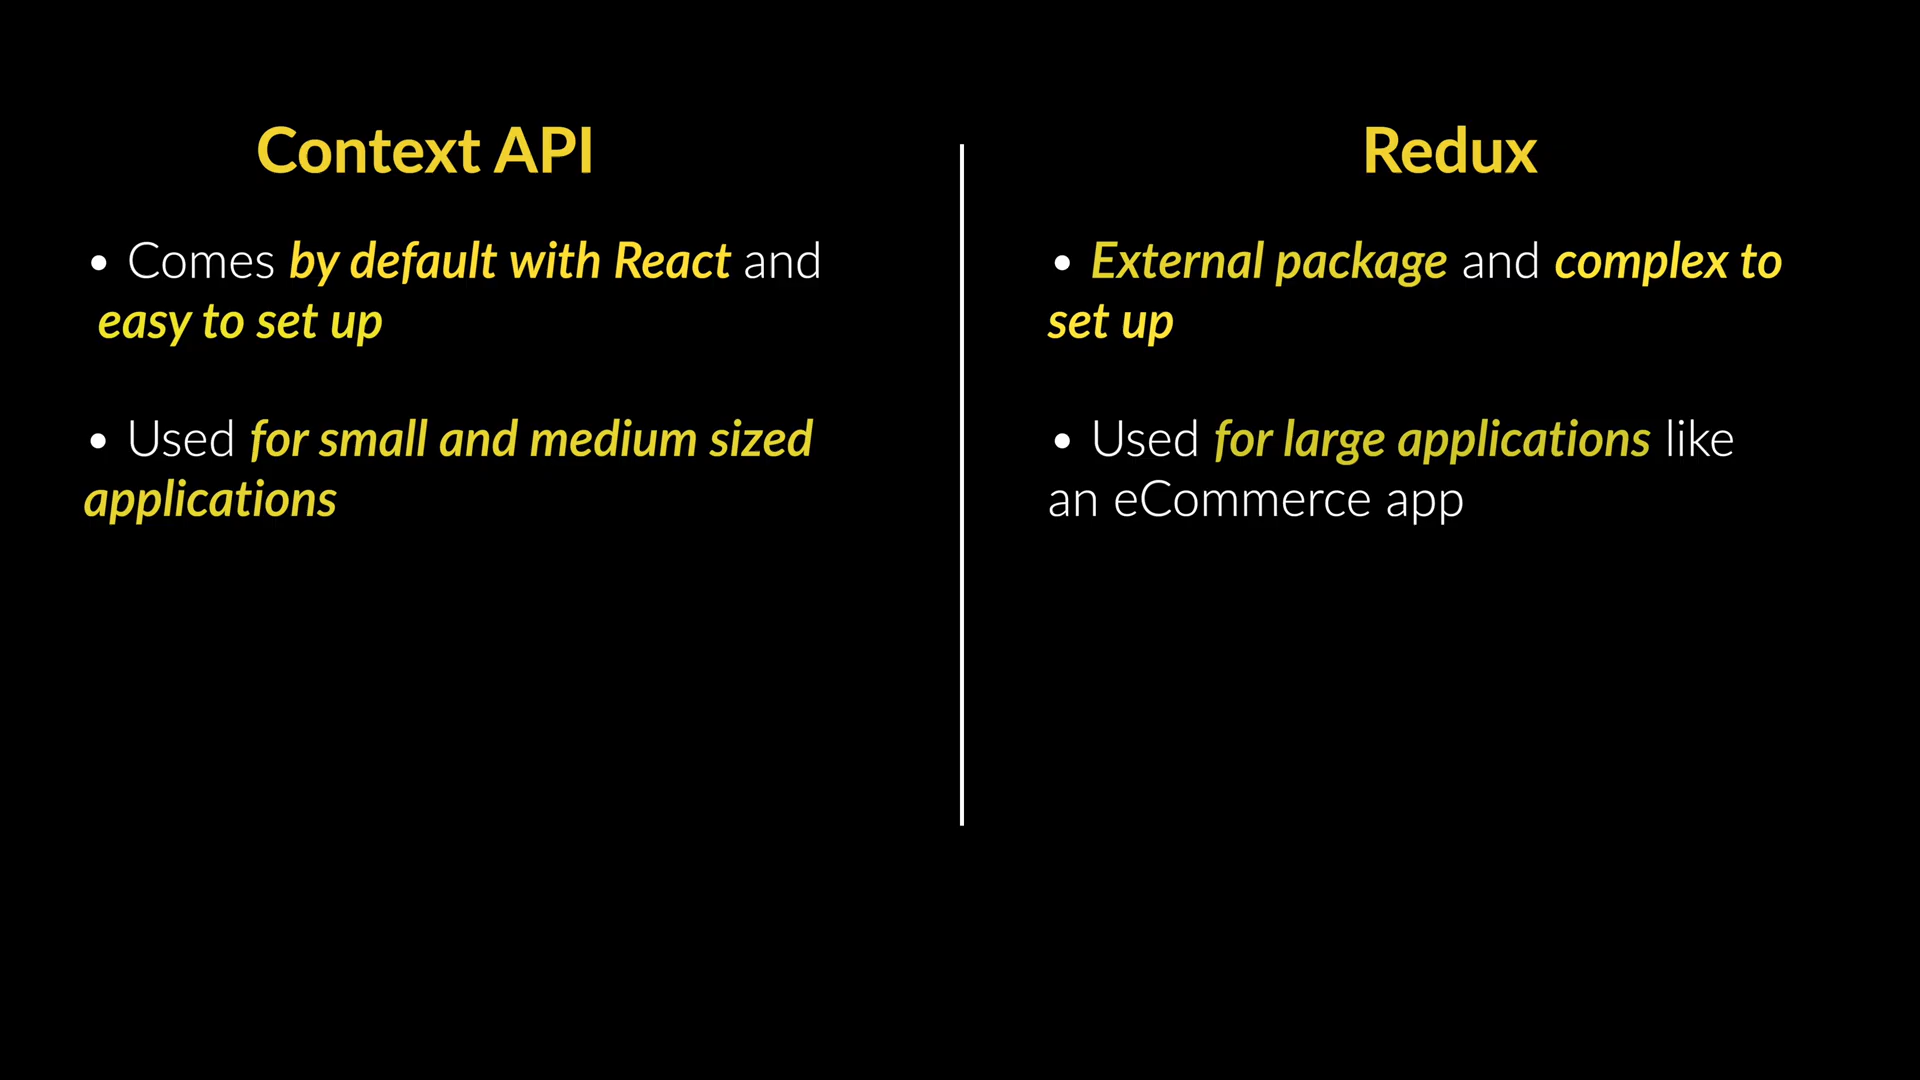 Context API
• Comes by default with React and
easy to set up
• Used for small and medium sized
applications
Redux
• External package and complex to
set up
• Used for large applications like
an eCommerce app